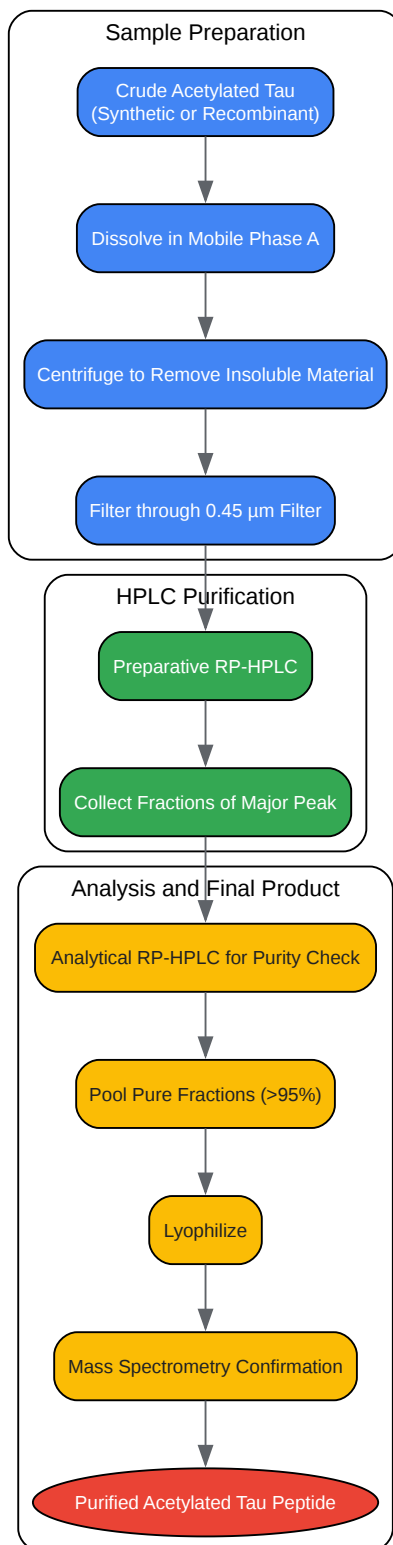 Sample Preparation
Crude Acetylated Tau
(Synthetic or Recombinant)
Dissolve in Mobile Phase A
Centrifuge to Remove Insoluble Material
Filter through 0.45 µm Filter
HPLC Purification
Preparative RP-HPLC
Collect Fractions of Major Peak
Analysis and Final Product
Analytical RP-HPLC for Purity Check
Pool Pure Fractions (>95%)
Lyophilize
Mass Spectrometry Confirmation
Purified Acetylated Tau Peptide